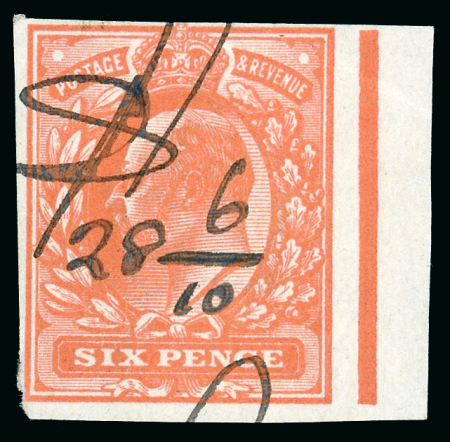 POSTAGE & REVENUE
28 6/10
SIX PENCE